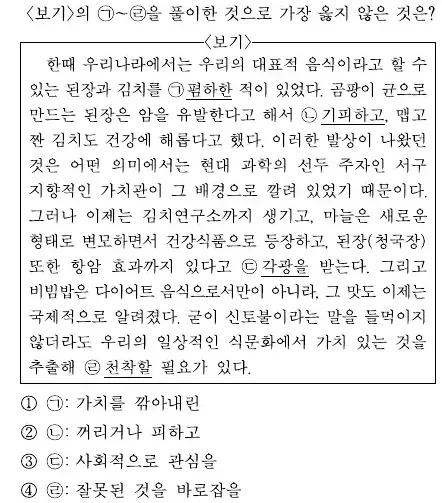 <보기>의 ㉠~㉣을 풀이한 것으로 가장 옳지 않은 것은?
<보기>
한때 우리나라에서는 우리의 대표적 음식이라고 할 수
있는 된장과 김치를 ㉠ 폄하한 적이 있었다. 곰팡이 균으로
만드는 된장은 암을 유발한다고 해서 ㉡ 기피하고, 맵고
짠 김치도 건강에 해롭다고 했다. 이러한 발상이 나왔던
것은 어떤 의미에서는 현대 과학의 선두 주자인 서구
지향적인 가치관이 그 배경으로 깔려 있었기 때문이다.
그러나 이제는 김치연구소까지 생기고, 마늘은 새로운
형태로 변모하면서 건강식품으로 등장하고, 된장(청국장)
또한 항암 효과까지 있다고 ㉢ 각광을 받는다. 그리고
비빔밥은 다이어트 음식으로서만이 아니라, 그 맛도 이제는
국제적으로 알려졌다. 굳이 신토불이라는 말을 들먹이지
않더라도 우리의 일상적인 식문화에서 가치 있는 것을
추출해 ㉣ 천착할 필요가 있다.
① ㉠: 가치를 깎아내린
② ㉡: 꺼리거나 피하고
③ ㉢: 사회적으로 관심을
④ ㉣: 잘못된 것을 바로잡을